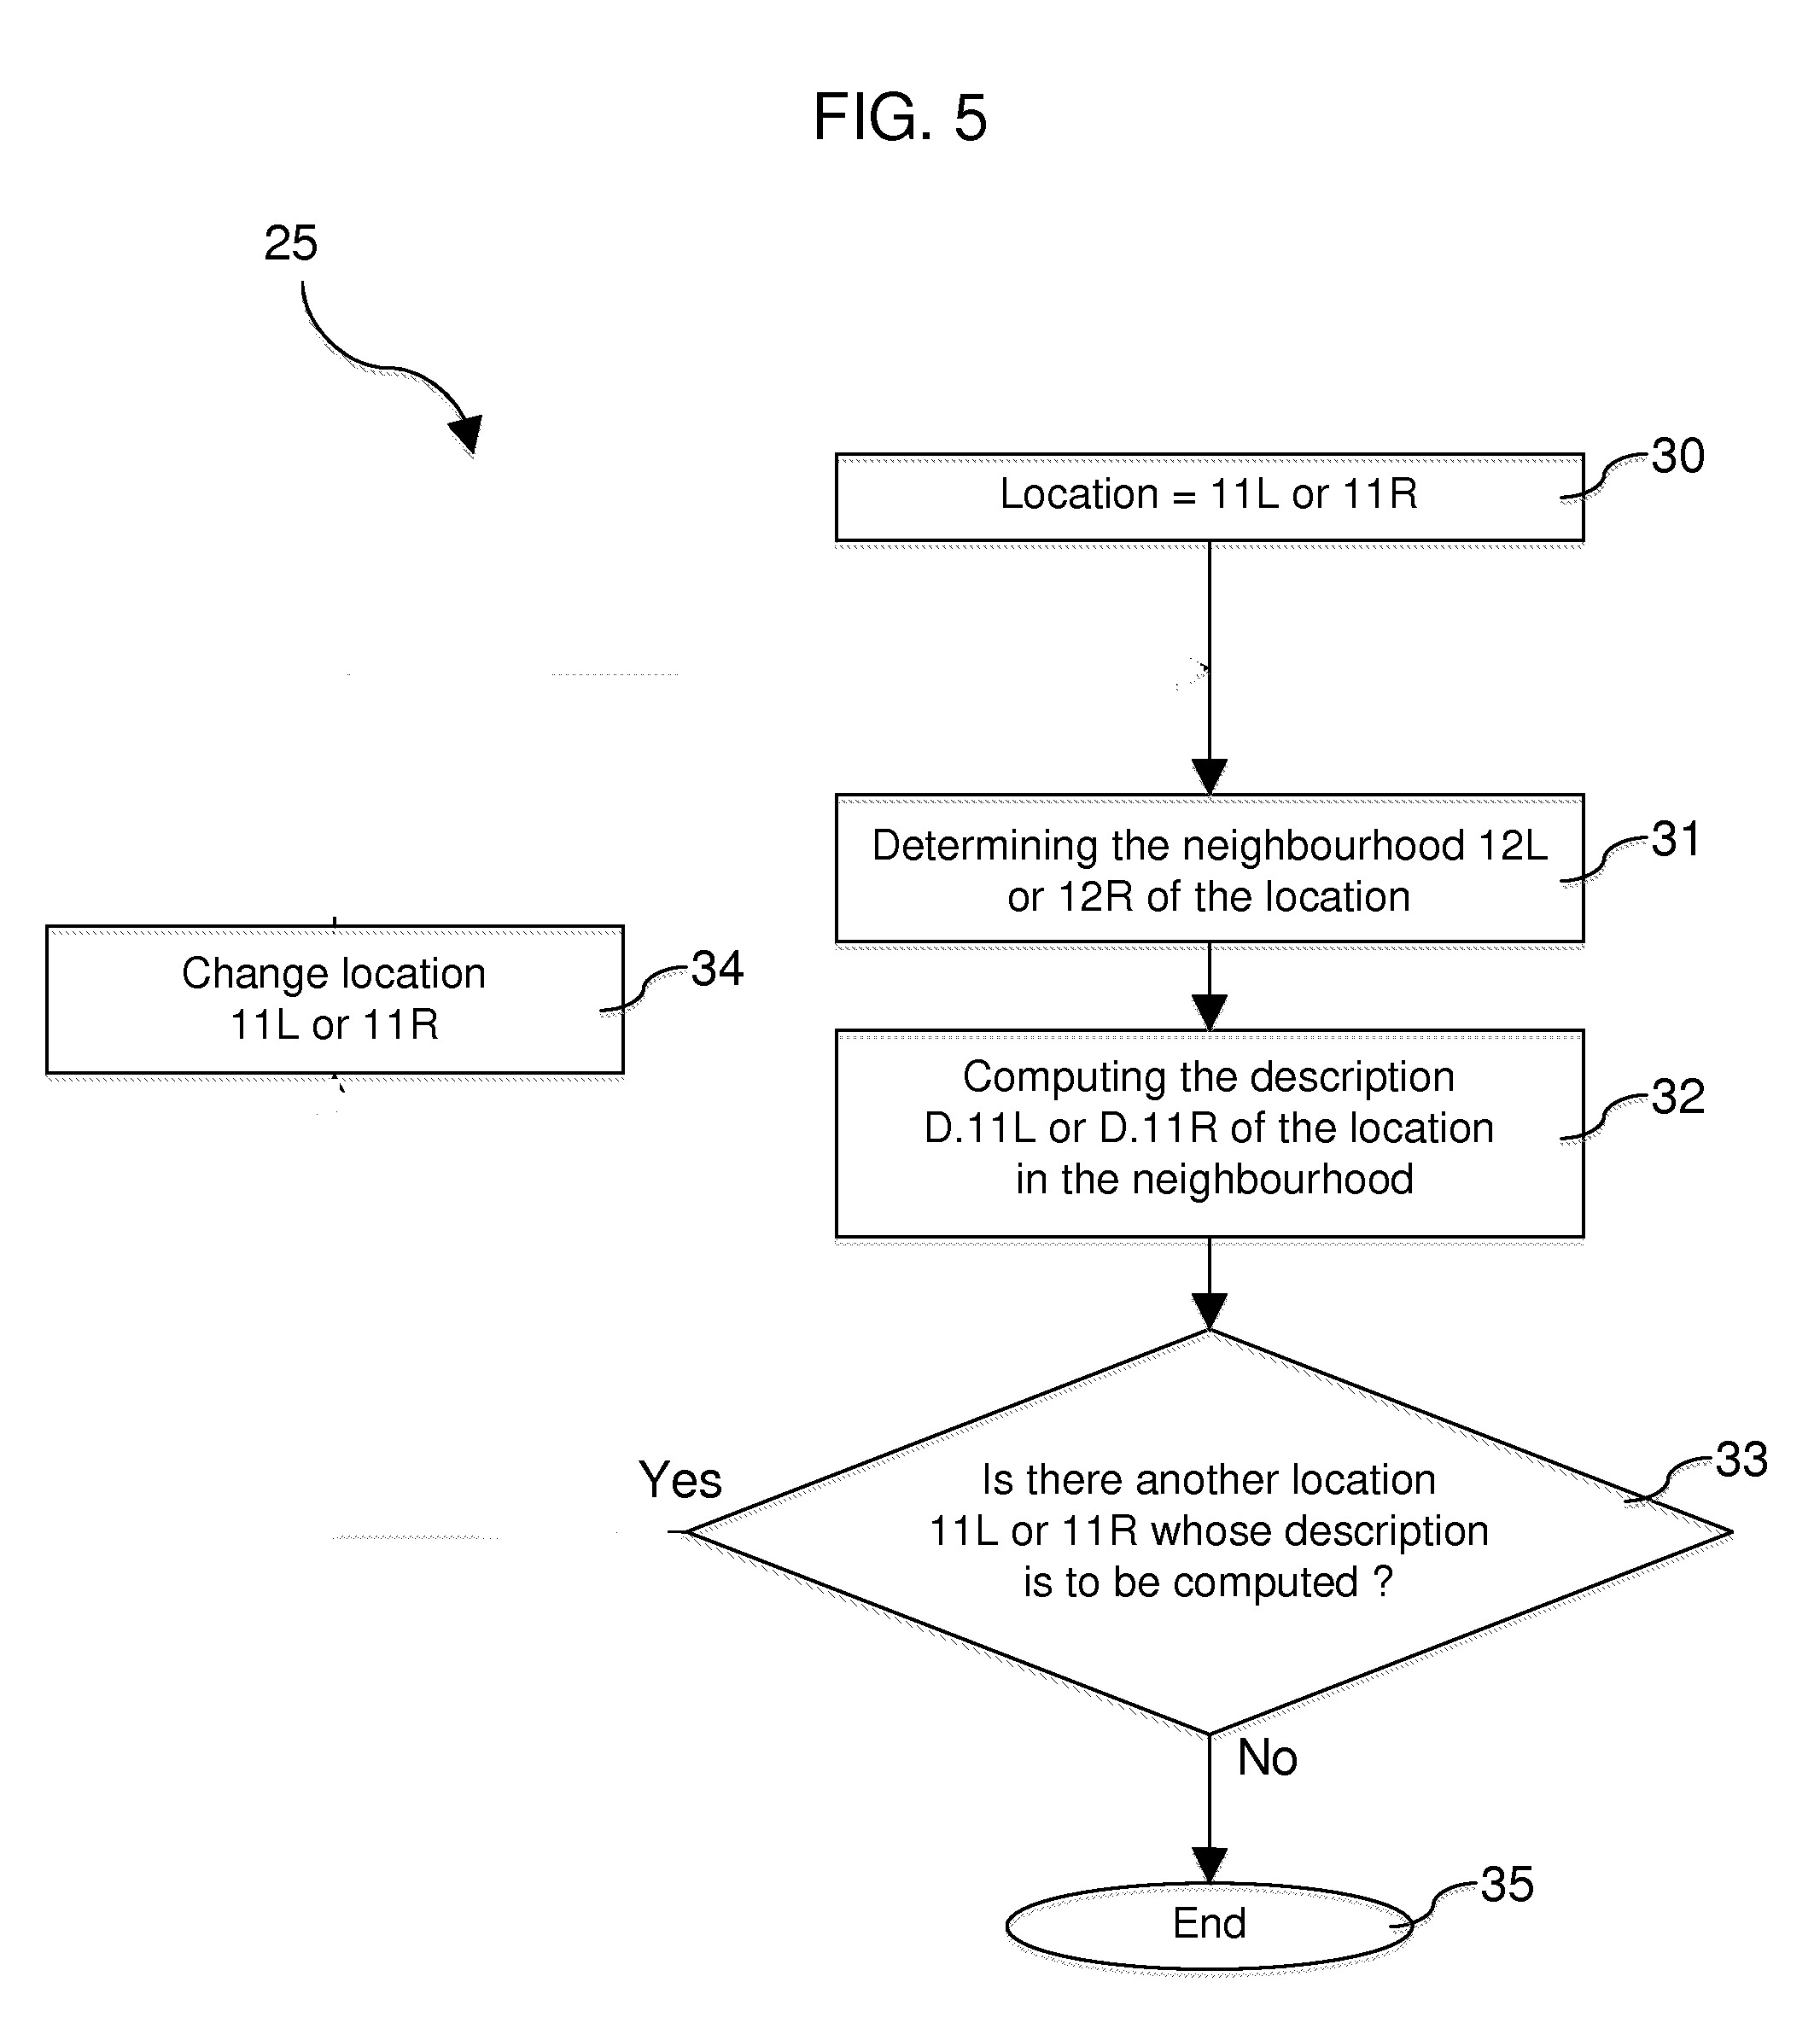 FIG. 5
25
30
Location = 11L or 11R
31
Determining the neighbourhood 12L
or 12R of the location
34
Change location
11L or 11R
32
Computing the description
D.11L or D.11R of the location
in the neighbourhood
33
Yes
Is there another location
11L or 11R whose description
is to be computed ?
No
35
End